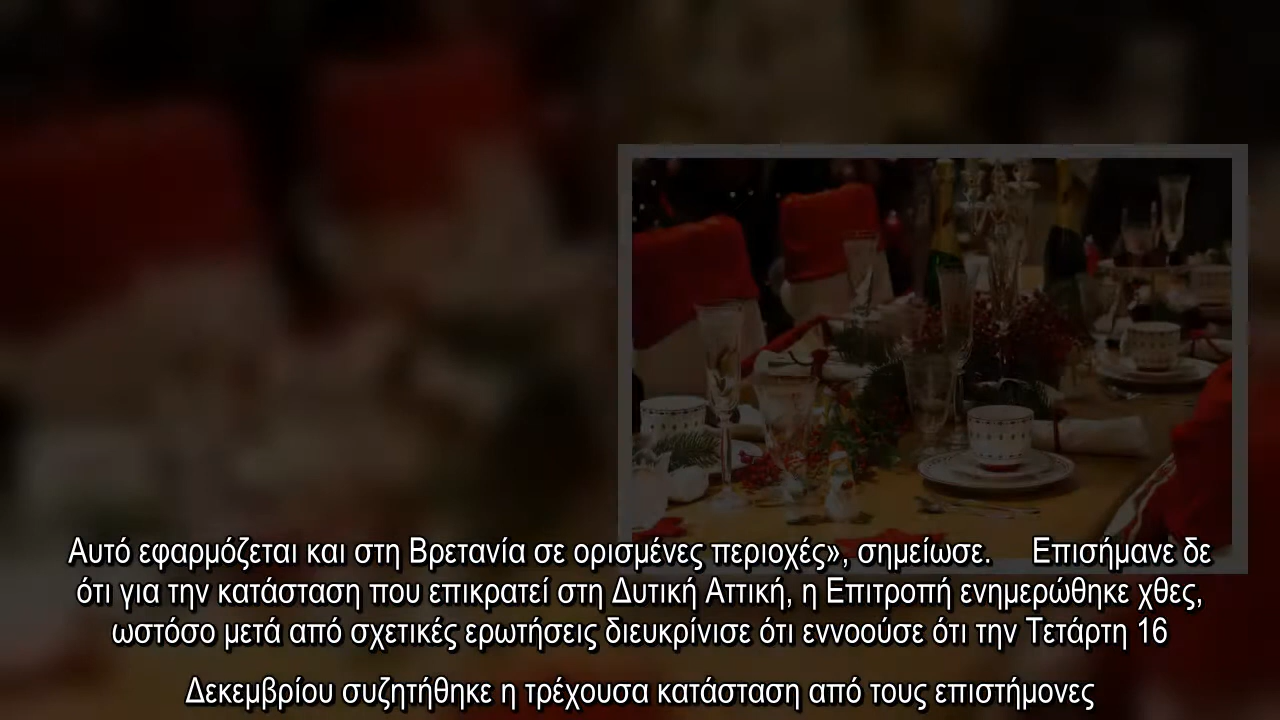 Αυτό εφαρμόζεται και στη Βρετανία σε ορισμένες περιοχές», σημείωσε. Επισήμανε δε
ότι για την κατάσταση που επικρατεί στη Δυτική Αττική, η Επιτροπή ενημερώθηκε χθες,
ωστόσο μετά από σχετικές ερωτήσεις διευκρίνισε ότι εννοούσε ότι την Τετάρτη 16
Δεκεμβρίου συζητήθηκε η τρέχουσα κατάσταση από τους επιστήμονες